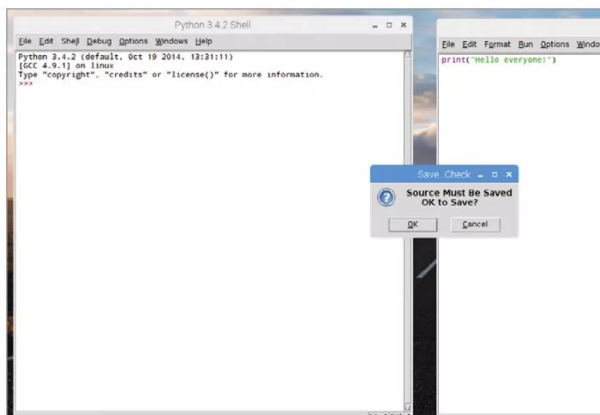 Python 3.4.2 Shell
File Edit Shell Debug Options Windows Help
Python 3.4.2 (default, Oct 19 2014, 13:31:11)
[GCC 4.9.1] on linux
Type "copyright", "credits" or "license()" for more information.
>>>
File Edit Format Run Options Windo
print("Hello everyone!")
Save_Check
Source Must Be Saved
OK to Save?
OK Cancel